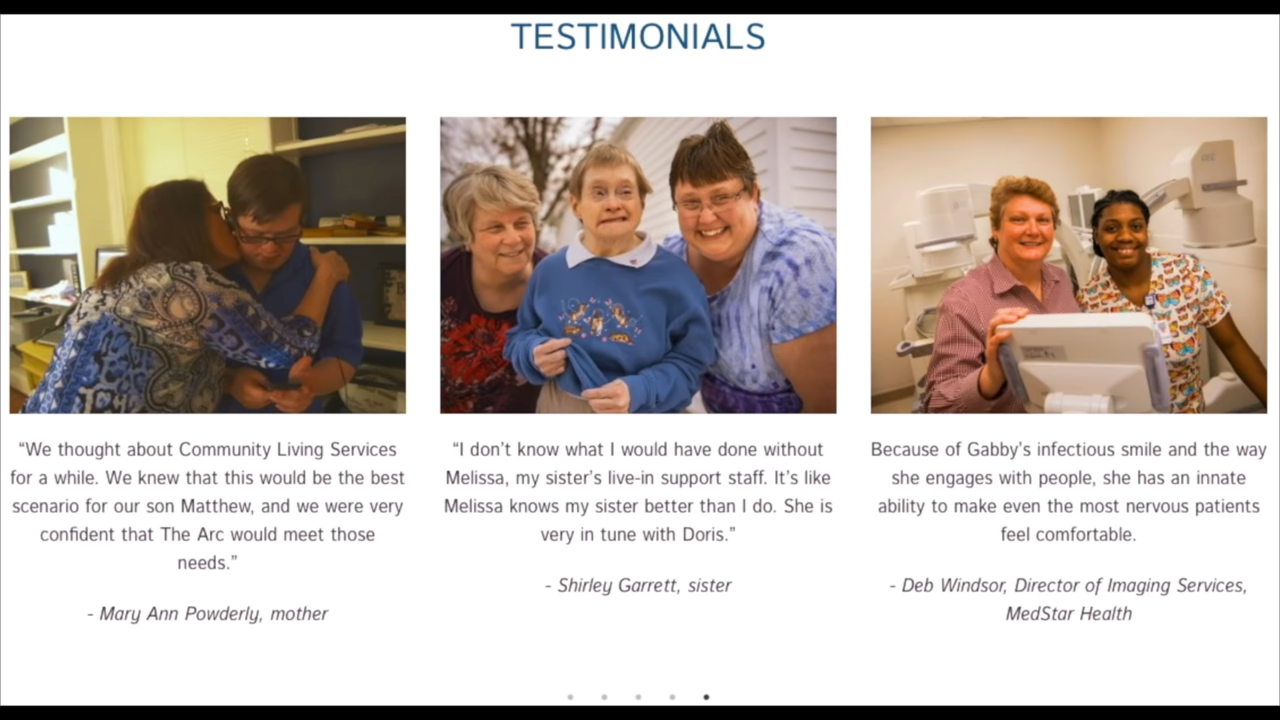 TESTIMONIALS
“We thought about Community Living Services
for a while. We knew that this would be the best
scenario for our son Matthew, and we were very
confident that The Arc would meet those
needs.”
- Mary Ann Powderly, mother
“I don’t know what I would have done without
Melissa, my sister’s live-in support staff. It’s like
Melissa knows my sister better than I do. She is
very in tune with Doris.”
- Shirley Garrett, sister
Because of Gabby’s infectious smile and the way
she engages with people, she has an innate
ability to make even the most nervous patients
feel comfortable.
- Deb Windsor, Director of Imaging Services,
MedStar Health